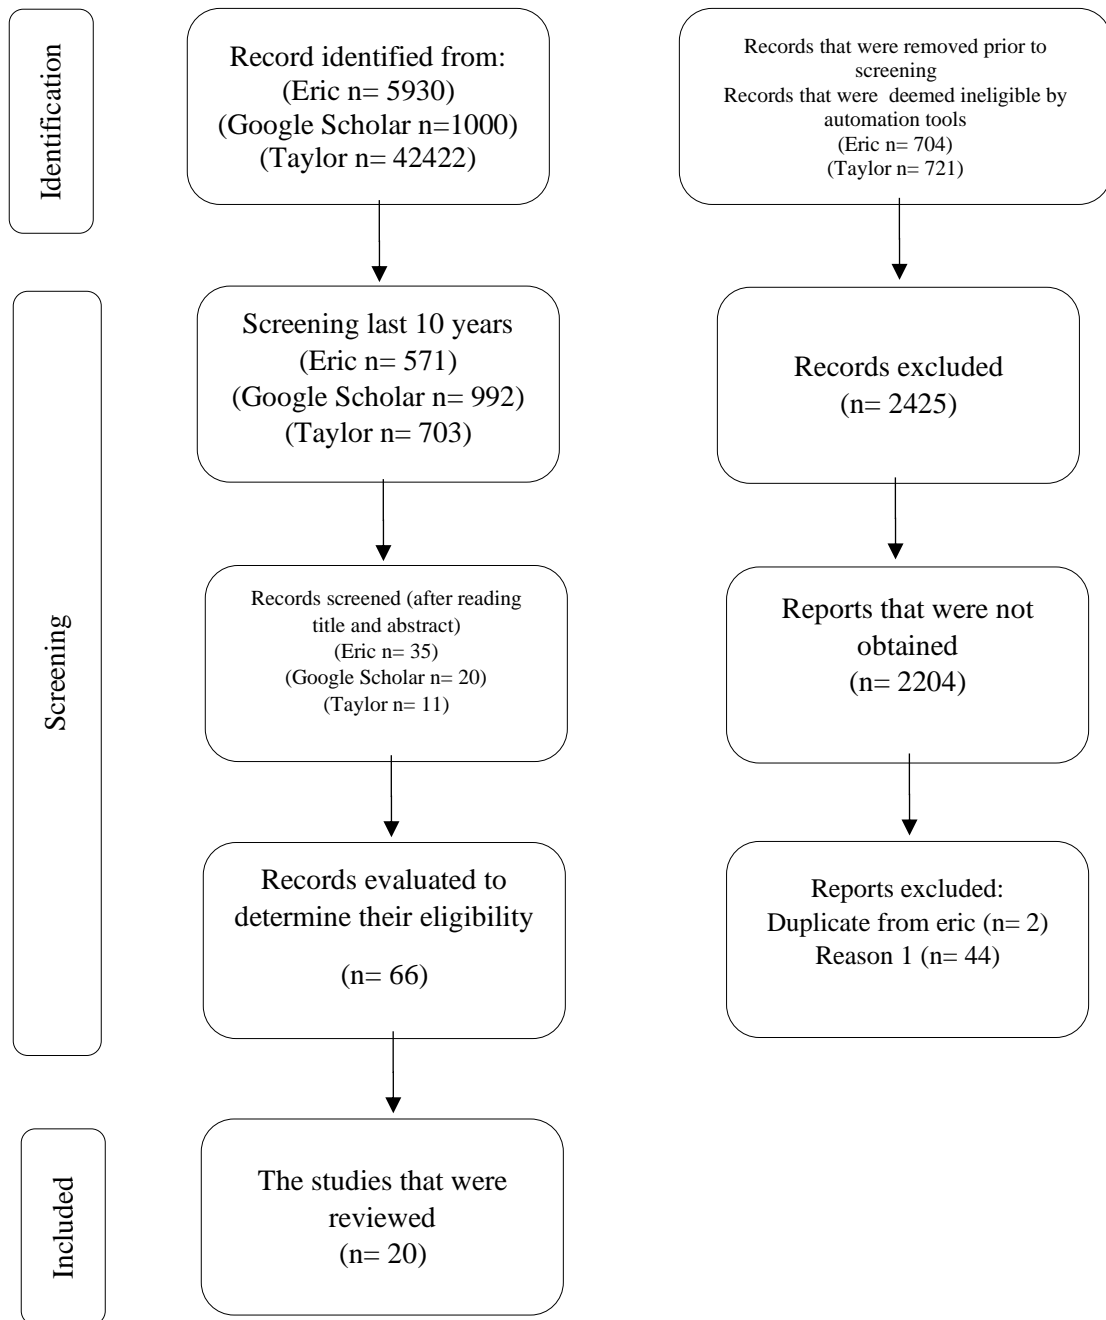 Identification
Record identified from:
(Eric n= 5930)
(Google Scholar n=1000)
(Taylor n= 42422)
Records that were removed prior to
screening
Records that were deemed ineligible by
automation tools
(Eric n= 704)
(Taylor n= 721)
Screening
Screening last 10 years
(Eric n= 571)
(Google Scholar n= 992)
(Taylor n= 703)
Records excluded
(n= 2425)
Records screened (after reading
title and abstract)
(Eric n= 35)
(Google Scholar n= 20)
(Taylor n= 11)
Reports that were not
obtained
(n= 2204)
Records evaluated to
determine their eligibility
(n= 66)
Reports excluded:
Duplicate from eric (n= 2)
Reason 1 (n= 44)
Included
The studies that were
reviewed
(n= 20)